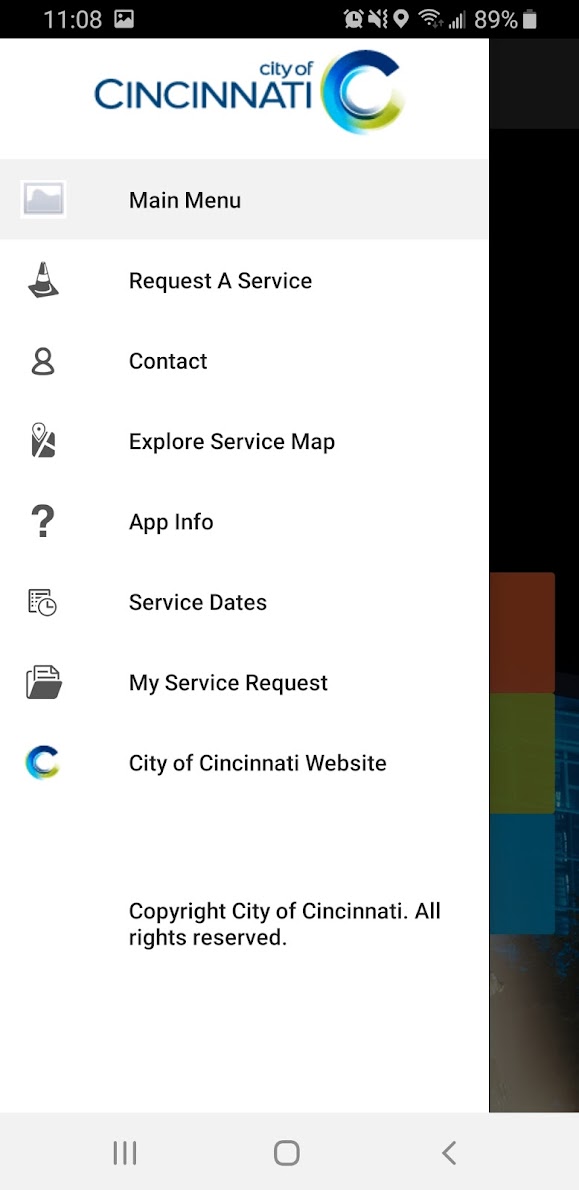 11:08 89%
city of
CINCINNATI
Main Menu
Request A Service
Contact
Explore Service Map
? App Info
Service Dates
My Service Request
City of Cincinnati Website
Copyright City of Cincinnati. All
rights reserved.